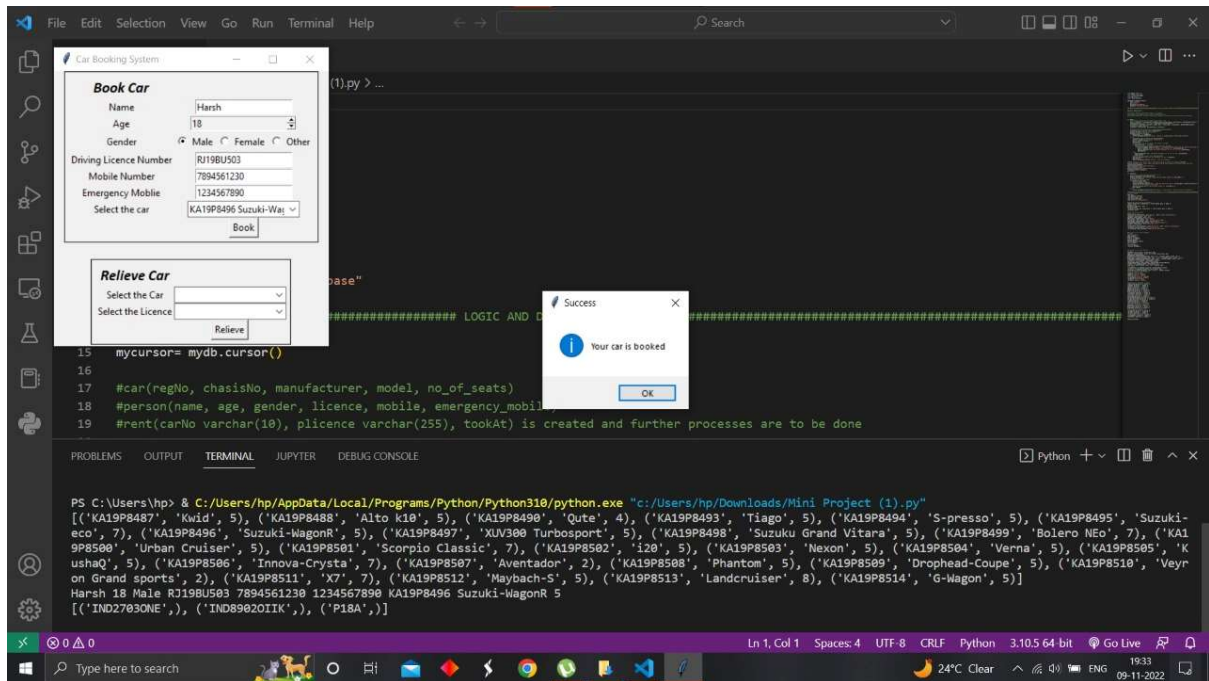 File Edit Selection View Go Run Terminal Help
Search
Car Booking System
(1).py > ...
Book Car
Name Harsh
Age 18
Gender Male Female Other
Driving Licence Number RJ19BU503
Mobile Number 7894561230
Emergency Moblie 1234567890
Select the car KA19P8496 Suzuki-Wag
Book
Relieve Car
Select the Car
Select the Licence
Relieve
base"
################## LOGIC AND D
Success
Your car is booked
OK
15 mycursor= mydb.cursor()
16
17 #car(regNo, chasisNo, manufacturer, model, no_of_seats)
18 #person(name, age, gender, licence, mobile, emergency_mobil
19 #rent(carNo varchar(10), plicence varchar(255), tookAt) is created and further processes are to be done
PROBLEMS OUTPUT TERMINAL JUPYTER DEBUG CONSOLE
Python
PS C:\Users\hp> & C:/Users/hp/AppData/Local/Programs/Python/Python310/python.exe "c:/Users/hp/Downloads/Mini Project (1).py"
[('KA19P8487', 'Kwid', 5), ('KA19P8488', 'Alto k10', 5), ('KA19P8490', 'Qute', 4), ('KA19P8493', 'Tiago', 5), ('KA19P8494', 'S-presso', 5), ('KA19P8495', 'Suzuki-
eco', 7), ('KA19P8496', 'Suzuki-WagonR', 5), ('KA19P8497', 'XUV300 Turbosport', 5), ('KA19P8498', 'Suzuku Grand Vitara', 5), ('KA19P8499', 'Bolero NEo', 7), ('KA1
9P8500', 'Urban Cruiser', 5), ('KA19P8501', 'Scorpio Classic', 7), ('KA19P8502', 'i20', 5), ('KA19P8503', 'Nexon', 5), ('KA19P8504', 'Verna', 5), ('KA19P8505', 'K
ushaQ', 5), ('KA19P8506', 'Innova-Crysta', 7), ('KA19P8507', 'Aventador', 2), ('KA19P8508', 'Phantom', 5), ('KA19P8509', 'Drophead-Coupe', 5), ('KA19P8510', 'Veyr
on Grand sports', 2), ('KA19P8511', 'X7', 7), ('KA19P8512', 'Maybach-S', 5), ('KA19P8513', 'Landcruiser', 8), ('KA19P8514', 'G-Wagon', 5)]
Harsh 18 Male RJ19BU503 7894561230 1234567890 KA19P8496 Suzuki-WagonR 5
[('IND2703ONE',), ('IND8902OIIK',), ('P18A',)]
0 0 Ln 1, Col 1 Spaces: 4 UTF-8 CRLF Python 3.10.5 64-bit Go Live
Type here to search
24°C Clear ENG 19:33
09-11-2022